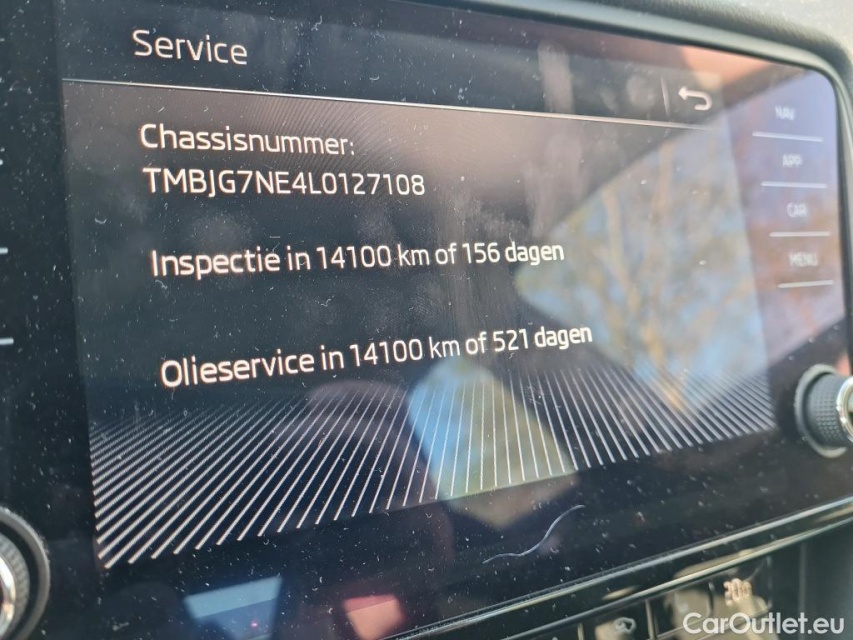 Service
Chassisnummer:
TMBJG7NE4L0127108
Inspectie in 14100 km of 156 dagen
Olieservice in 14100 km of 521 dagen
NAV
APP
CAR
MENU
20
CarOutlet.eu